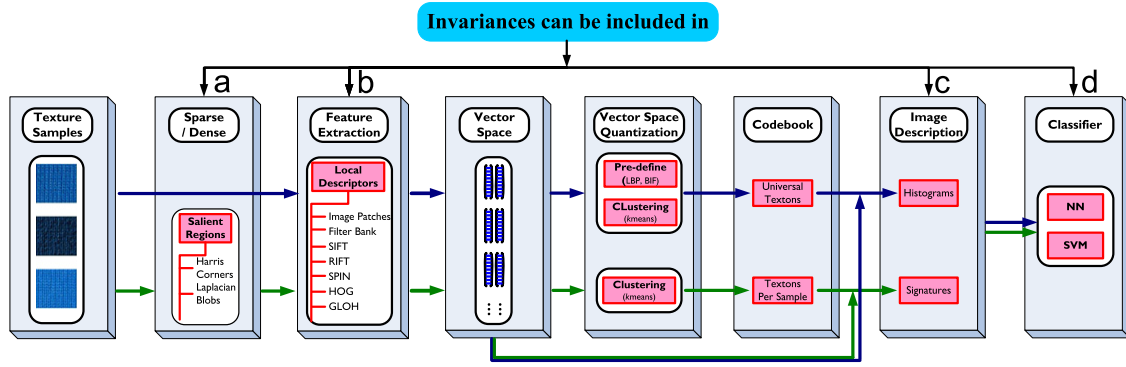 Invariances can be included in
a
b
c
d
Texture
Samples
Sparse
/ Dense
Salient
Regions
Harris
Corners
Laplacian
Blobs
Feature
Extraction
Local
Descriptors
Image Patches
Filter Bank
SIFT
RIFT
SPIN
HOG
GLOH
Vector
Space
Vector Space
Quantization
Pre-define
(LBP, BIF)
CLustering
(kmeans)
Clustering
(kmeans)
Codebook
Universal
Textons
Textons
Per Sample
Image
Description
Histograms
Signatures
Classifier
NN
SVM